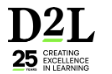 D2L
25 CREATING
YEARS EXCELLENCE
IN LEARNING